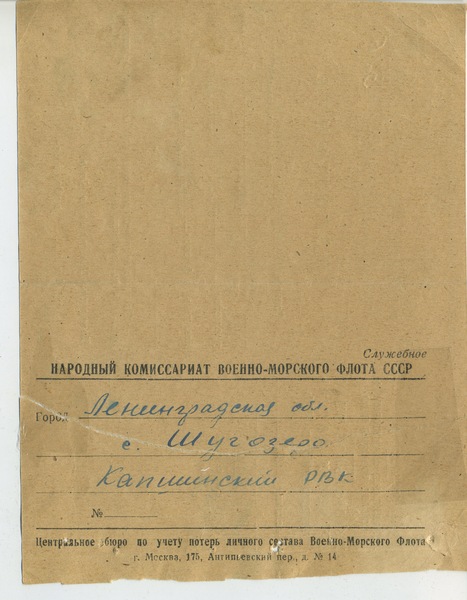 Служебное
НАРОДНЫЙ КОМИССАРИАТ ВОЕННО-МОРСКОГО ФЛОТА СССР
Город Ленинградская обл.
с. Шугозеро
Капшинский РВК
№
Центральное бюро по учету потерь личного состава Военно-Морского Флота
г. Москва, 175, Антипьевский пер., д. № 14